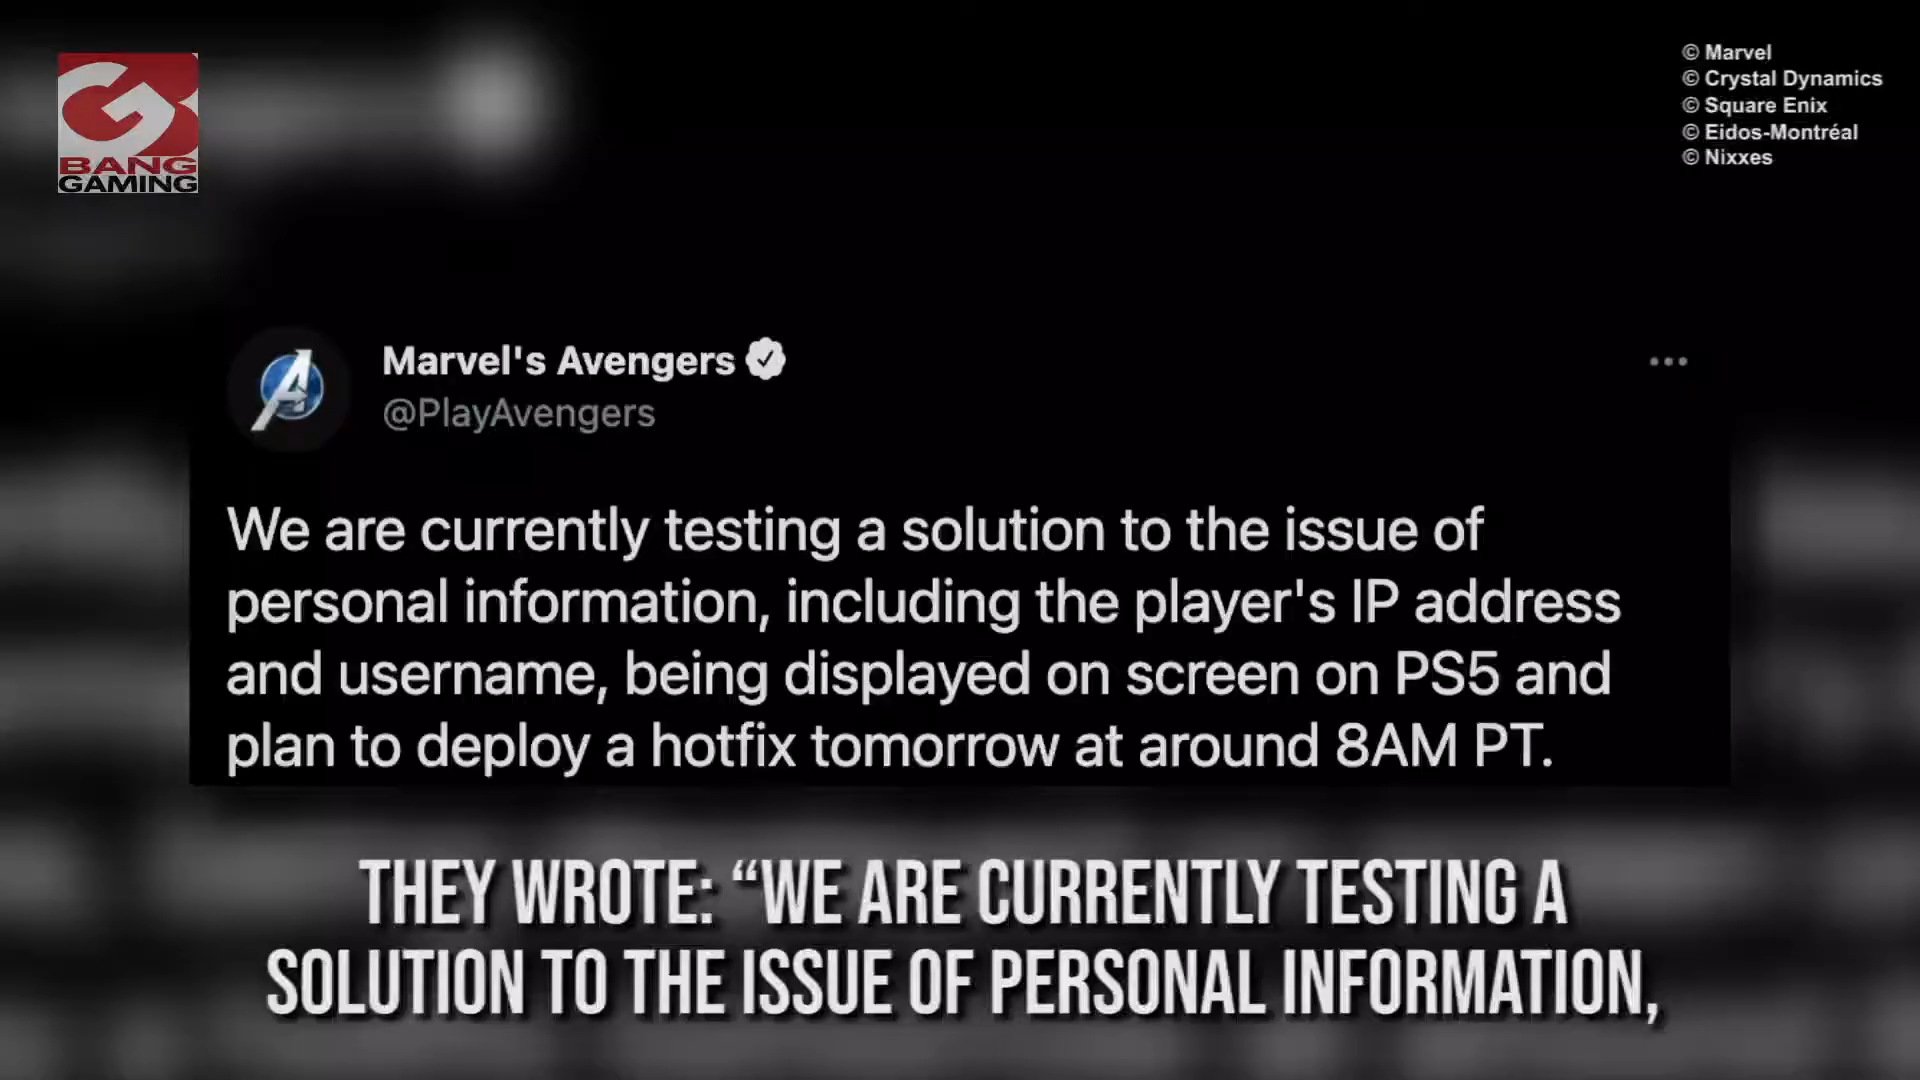 BANG
GAMING
© Marvel
© Crystal Dynamics
© Square Enix
© Eidos-Montréal
© Nixxes
Marvel's Avengers
@PlayAvengers
We are currently testing a solution to the issue of
personal information, including the player's IP address
and username, being displayed on screen on PS5 and
plan to deploy a hotfix tomorrow at around 8AM PT.
THEY WROTE: “WE ARE CURRENTLY TESTING A
SOLUTION TO THE ISSUE OF PERSONAL INFORMATION,